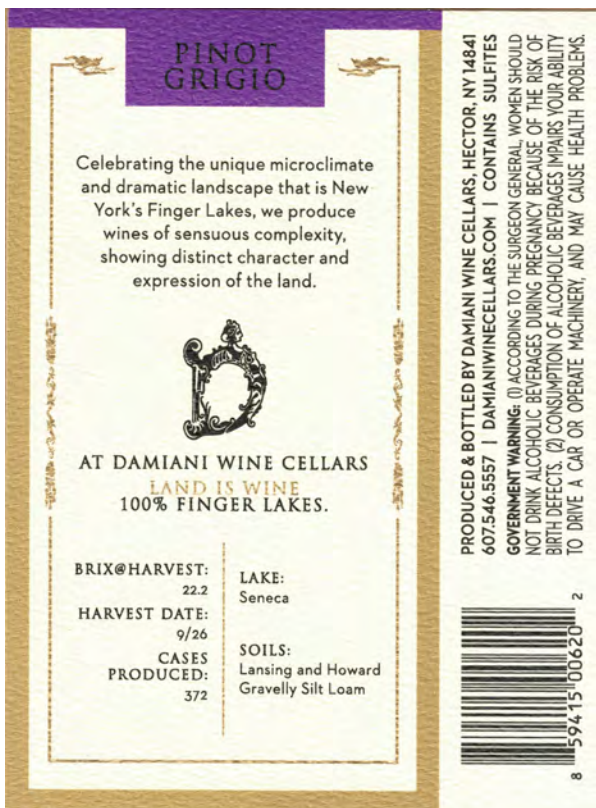 PINOT
GRIGIO
Celebrating the unique microclimate
and dramatic landscape that is New
York's Finger Lakes, we produce
wines of sensuous complexity,
showing distinct character and
expression of the land.
D
AT DAMIANI WINE CELLARS
LAND IS WINE
100% FINGER LAKES.
BRIX@HARVEST:
22.2
HARVEST DATE:
9/26
CASES
PRODUCED:
372
LAKE:
Seneca
SOILS:
Lansing and Howard
Gravelly Silt Loam
PRODUCED & BOTTLED BY DAMIANI WINE CELLARS, HECTOR, NY 14841
607.546.5557 | DAMIANIWINECELLARS.COM | CONTAINS SULFITES
GOVERNMENT WARNING: (1) ACCORDING TO THE SURGEON GENERAL, WOMEN SHOULD
NOT DRINK ALCOHOLIC BEVERAGES DURING PREGNANCY BECAUSE OF THE RISK OF
BIRTH DEFECTS. (2) CONSUMPTION OF ALCOHOLIC BEVERAGES IMPAIRS YOUR ABILITY
TO DRIVE A CAR OR OPERATE MACHINERY, AND MAY CAUSE HEALTH PROBLEMS.
8 59415 00620 2